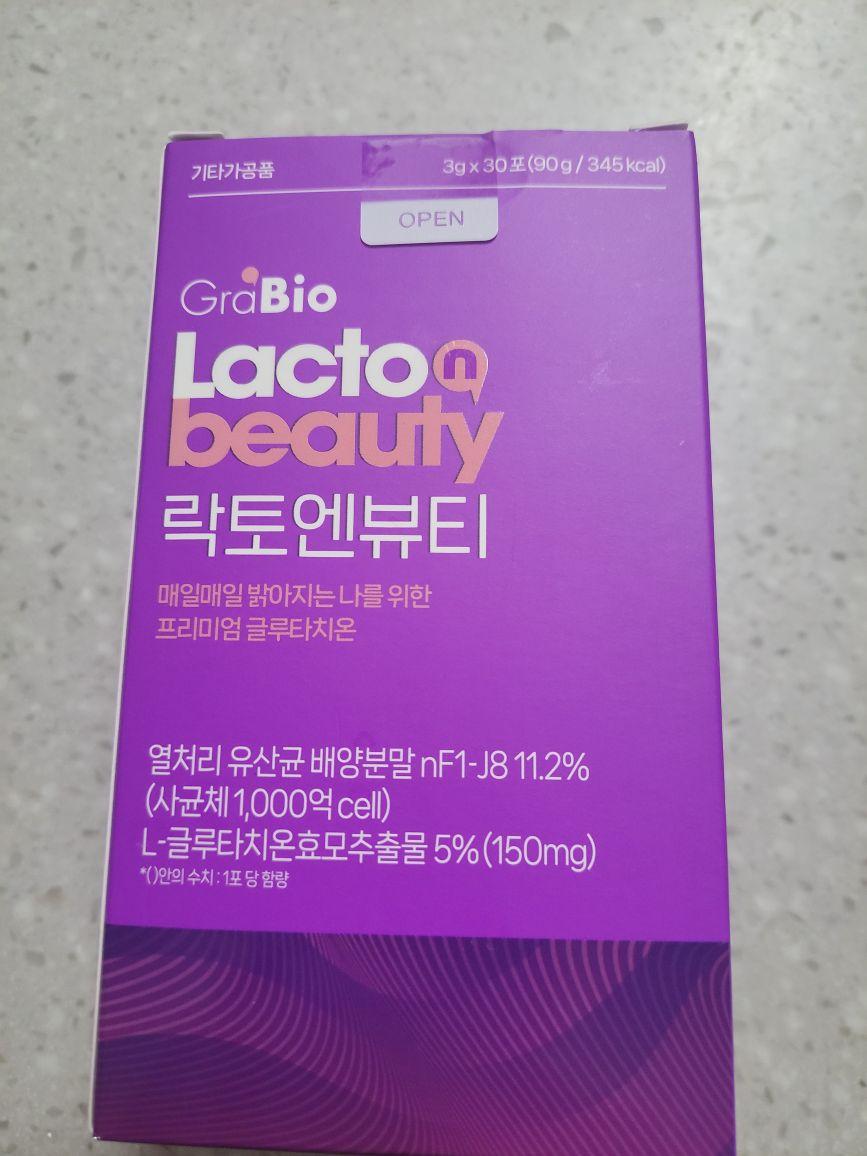 기타가공품
3g x 30포(90g / 345 kcal)
OPEN
Gra'Bio
Lacto n
beauty
락토엔뷰티
매일매일 밝아지는 나를 위한
프리미엄 글루타치온
열처리 유산균 배양분말 nF1-J8 11.2%
(사균체 1,000억 cell)
L-글루타치온효모추출물 5% (150mg)
*( )안의 수치 : 1포 당 함량